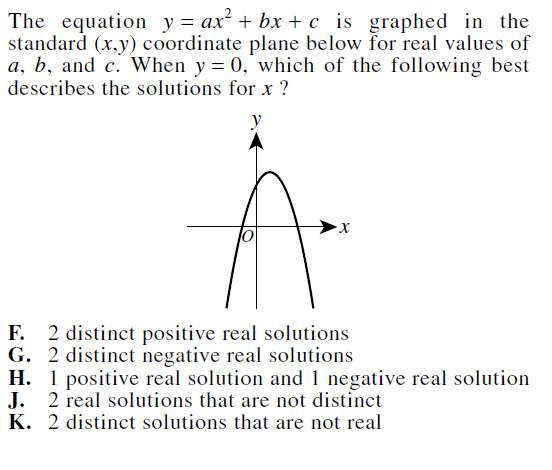 The equation y = ax² + bx + c is graphed in the
standard (x,y) coordinate plane below for real values of
a, b, and c. When y = 0, which of the following best
describes the solutions for x ?
y
x
O
F. 2 distinct positive real solutions
G. 2 distinct negative real solutions
H. 1 positive real solution and 1 negative real solution
J. 2 real solutions that are not distinct
K. 2 distinct solutions that are not real